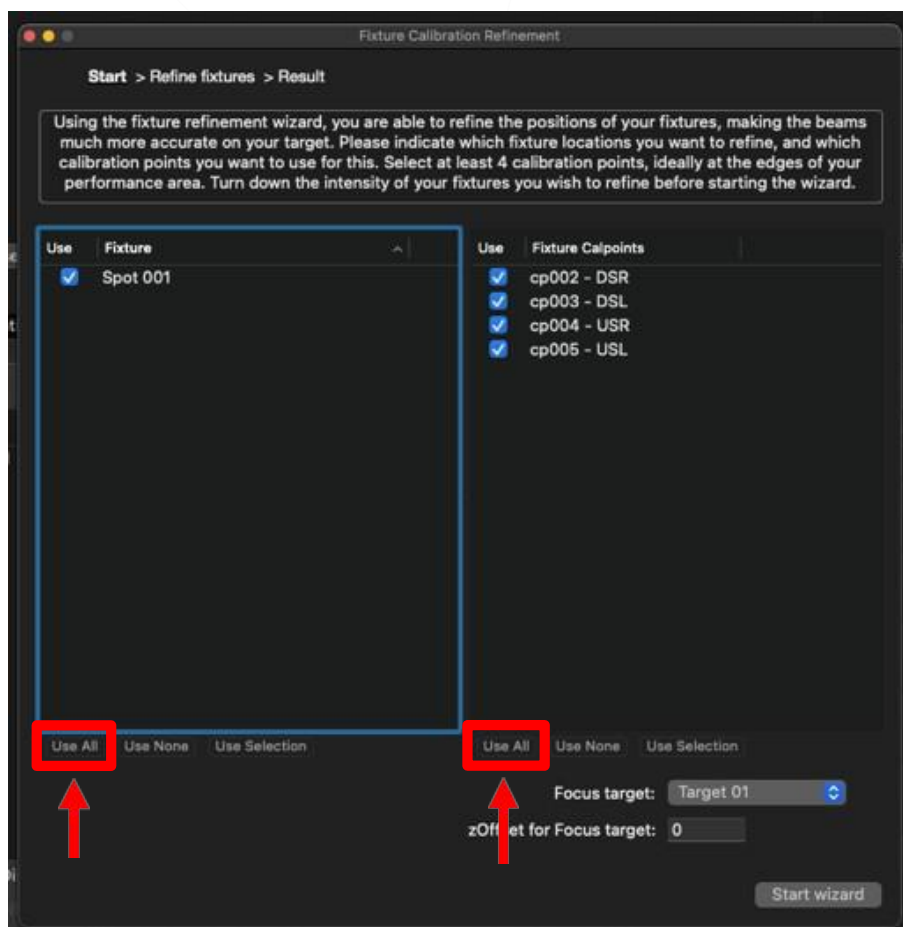 Fixture Calibration Refinement
Start > Refine fixtures > Result
Using the fixture refinement wizard, you are able to refine the positions of your fixtures, making the beams
much more accurate on your target. Please indicate which fixture locations you want to refine, and which
calibration points you want to use for this. Select at least 4 calibration points, ideally at the edges of your
performance area. Turn down the intensity of your fixtures you wish to refine before starting the wizard.
Use Fixture
Spot 001
Use Fixture Calpoints
cp002 - DSR
cp003 - DSL
cp004 - USR
cp005 - USL
Use All Use None Use Selection
Use All Use None Use Selection
Focus target: Target 01
zOffset for Focus target: 0
Start wizard